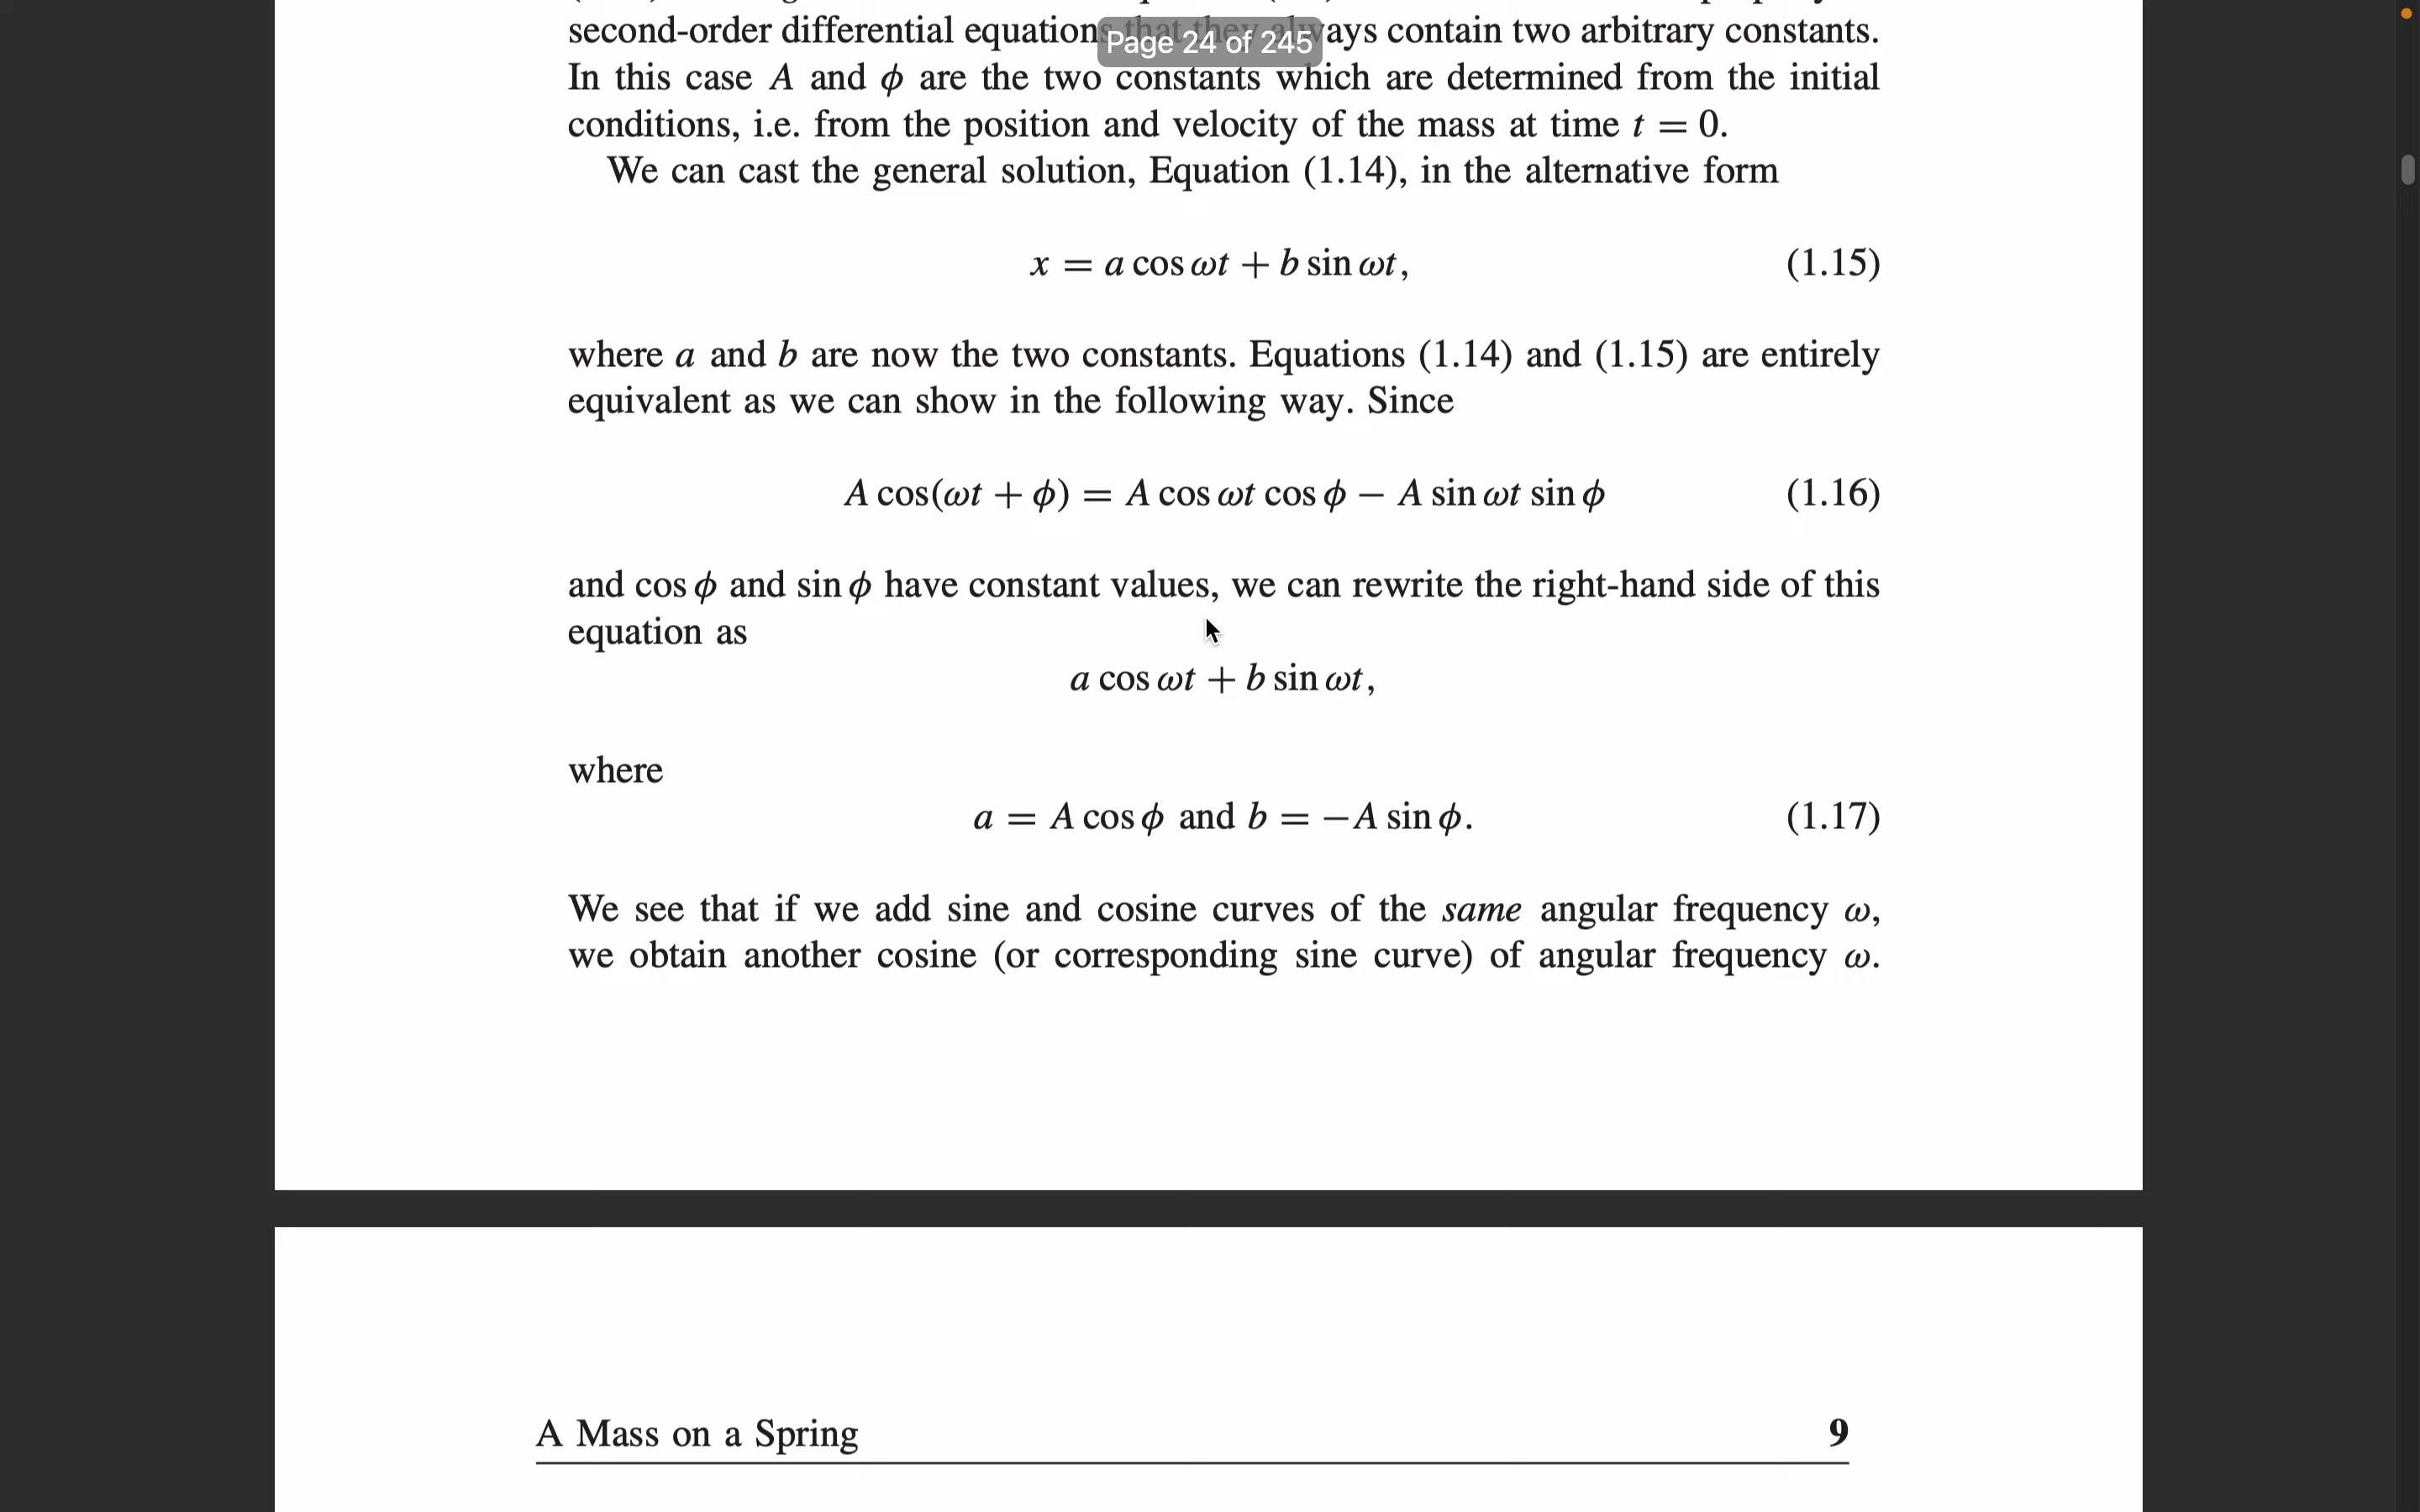 second-order differential equations that they always contain two arbitrary constants.
Page 24 of 245
In this case A and ϕ are the two constants which are determined from the initial
conditions, i.e. from the position and velocity of the mass at time t = 0.
We can cast the general solution, Equation (1.14), in the alternative form
x = a cos ωt + b sin ωt, (1.15)
where a and b are now the two constants. Equations (1.14) and (1.15) are entirely
equivalent as we can show in the following way. Since
A cos(ωt + ϕ) = A cos ωt cos ϕ − A sin ωt sin ϕ (1.16)
and cos ϕ and sin ϕ have constant values, we can rewrite the right-hand side of this
equation as
a cos ωt + b sin ωt,
where
a = A cos ϕ and b = −A sin ϕ. (1.17)
We see that if we add sine and cosine curves of the same angular frequency ω,
we obtain another cosine (or corresponding sine curve) of angular frequency ω.
A Mass on a Spring 9